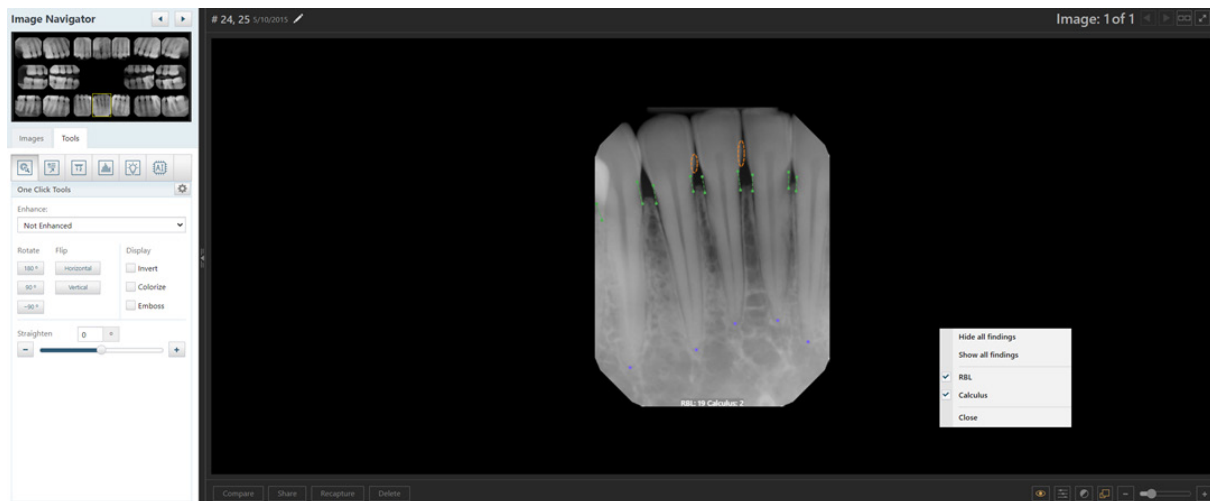 Image Navigator
# 24, 25 5/10/2015
Image: 1 of 1
Images
Tools
AI
One Click Tools
Enhance:
Not Enhanced
Rotate
Flip
Display
180 °
Horizontal
Invert
90 °
Vertical
Colorize
-90 °
Emboss
Straighten
0
°
Hide all findings
Show all findings
RBL
Calculus
Close
RBL: 19 Calculus: 2
Compare
Share
Recapture
Delete